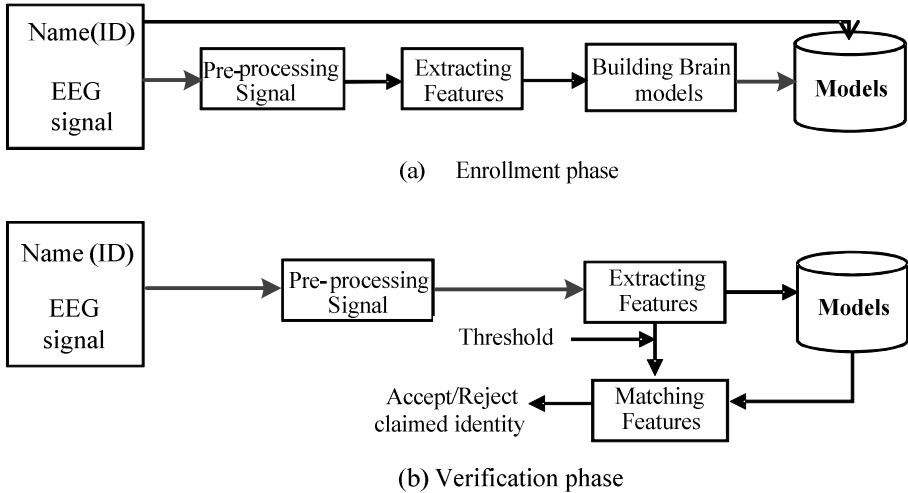 Name(ID)
EEG
signal
Pre-processing
Signal
Extracting
Features
Building Brain
models
Models
(a) Enrollment phase
Name (ID)
EEG
signal
Pre-processing
Signal
Extracting
Features
Models
Threshold
Matching
Features
Accept/Reject
claimed identity
(b) Verification phase